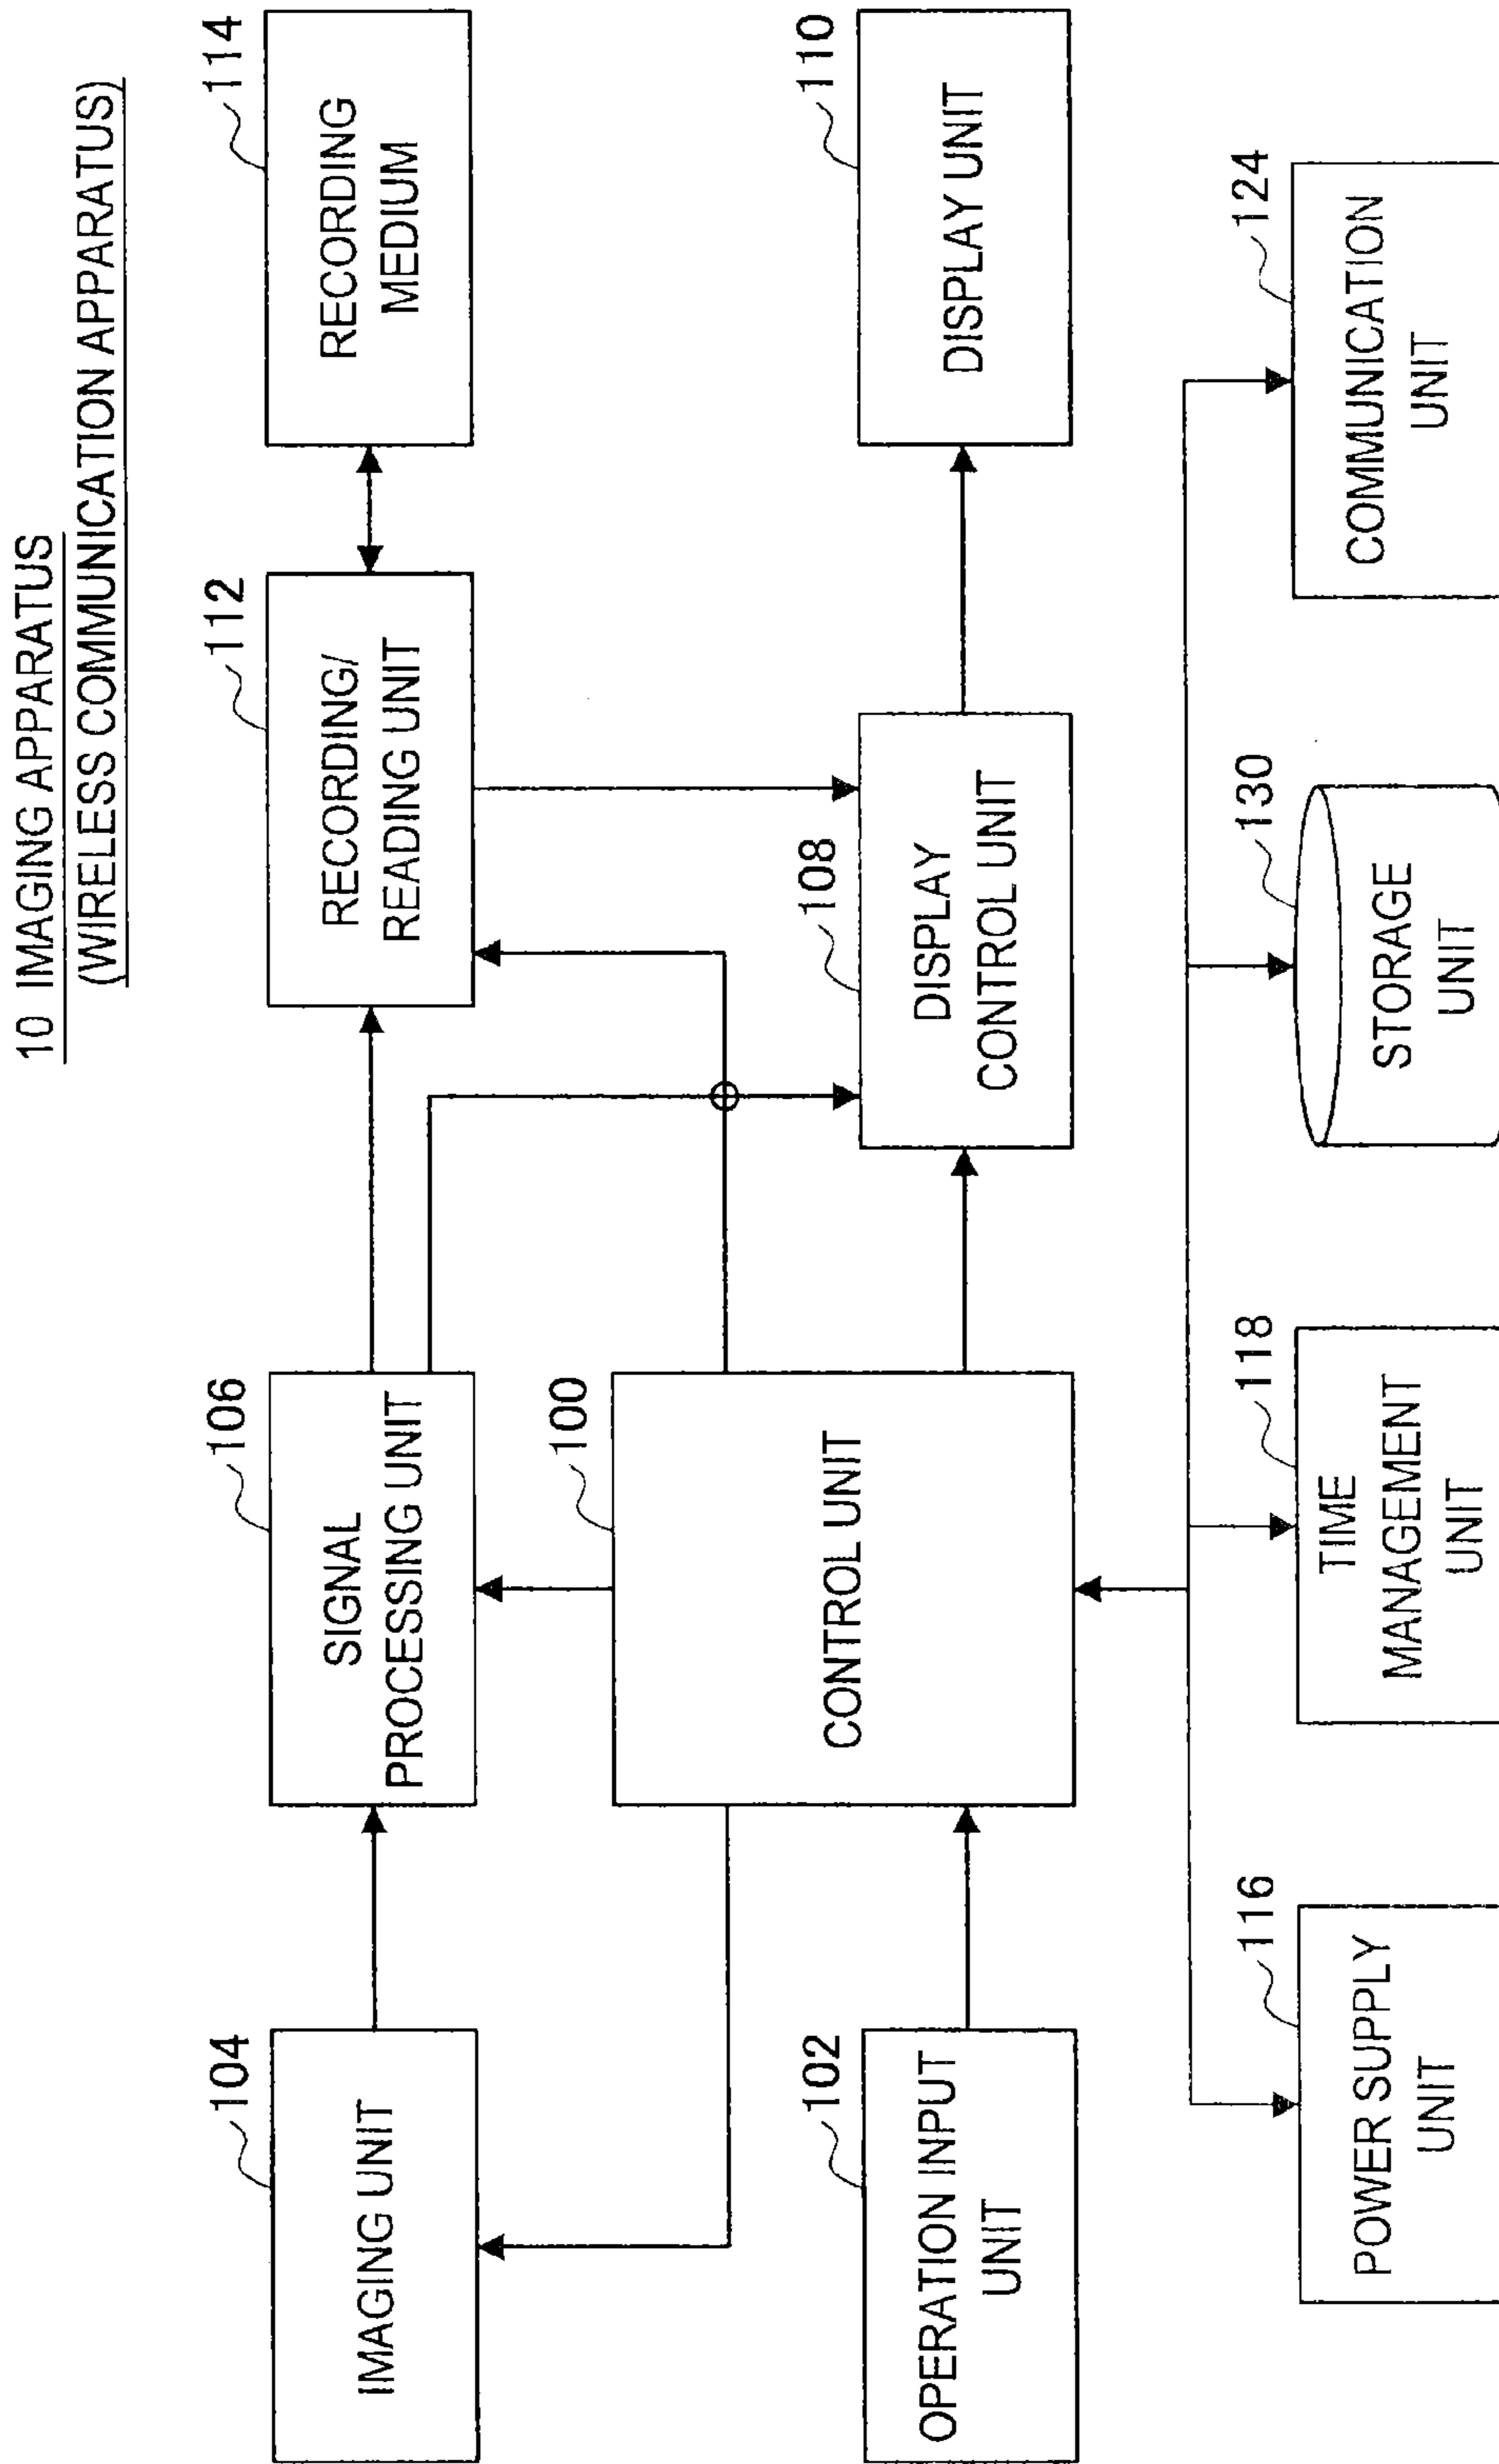 10 IMAGING APPARATUS
(WIRELESS COMMUNICATION APPARATUS)
104
IMAGING UNIT
106
SIGNAL
PROCESSING UNIT
112
RECORDING/
READING UNIT
114
RECORDING
MEDIUM
100
CONTROL UNIT
102
OPERATION INPUT
UNIT
108
DISPLAY
CONTROL UNIT
110
DISPLAY UNIT
116
POWER SUPPLY
UNIT
118
TIME
MANAGEMENT
UNIT
130
STORAGE
UNIT
124
COMMUNICATION
UNIT